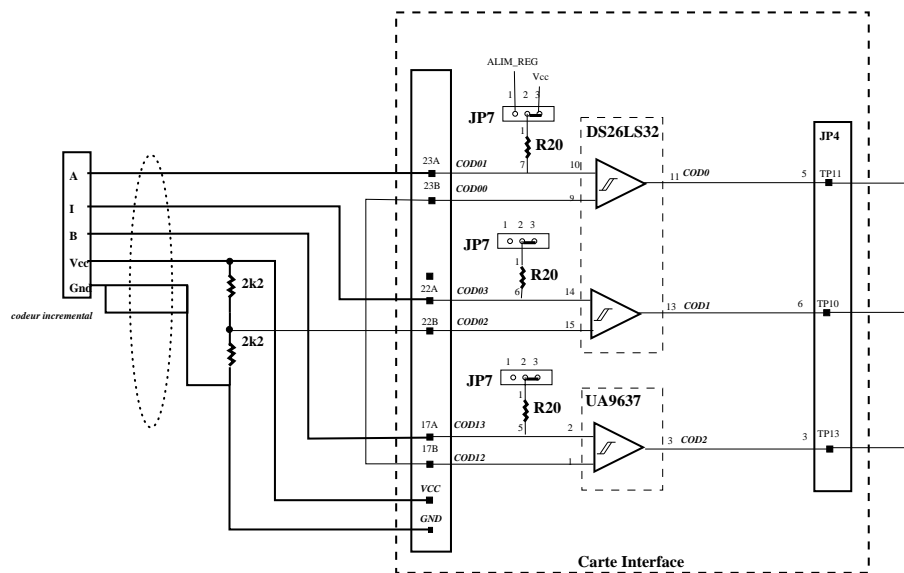 ALIM_REG
Vcc
1 2 3
JP7
1
R20
7
DS26LS32
JP4
A
I
B
Vcc
Gnd
codeur incremental
2k2
2k2
23A COD01
23B COD00
10
9
11 COD0
5 TP11
1 2 3
JP7
1
R20
6
22A COD03
22B COD02
14
15
13 COD1
6 TP10
1 2 3
JP7
1
R20
5
UA9637
17A COD13
17B COD12
2
1
3 COD2
3 TP13
VCC
GND
Carte Interface